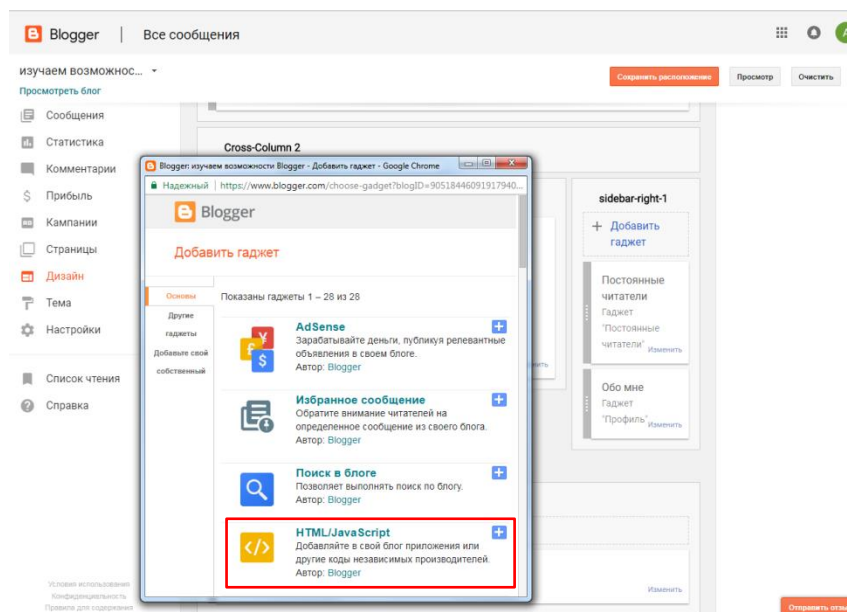 Blogger | Все сообщения
изучаем возможнос...
Просмотреть блог
Сохранить расположение
Просмотр
Очистить
Сообщения
Статистика
Комментарии
Прибыль
Кампании
Страницы
Дизайн
Тема
Настройки
Список чтения
Справка
Условия использования
Конфиденциальность
Правила для содержания
Cross-Column 2
Blogger: изучаем возможности Blogger - Добавить гаджет - Google Chrome
Надежный | https://www.blogger.com/choose-gadget?blogID=90518446091917940...
Blogger
Добавить гаджет
Основы
Другие
гаджеты
Добавьте свой
собственный
Показаны гаджеты 1 – 28 из 28
AdSense
Зарабатывайте деньги, публикуя релевантные
объявления в своем блоге.
Автор: Blogger
Избранное сообщение
Обратите внимание читателей на
определенное сообщение из своего блога.
Автор: Blogger
Поиск в блоге
Позволяет выполнять поиск по блогу.
Автор: Blogger
HTML/JavaScript
Добавляйте в свой блог приложения или
другие коды независимых производителей.
Автор: Blogger
sidebar-right-1
+ Добавить
гаджет
Постоянные
читатели
Гаджет
"Постоянные
читатели"
Изменить
Обо мне
Гаджет
"Профиль"
Изменить
Изменить